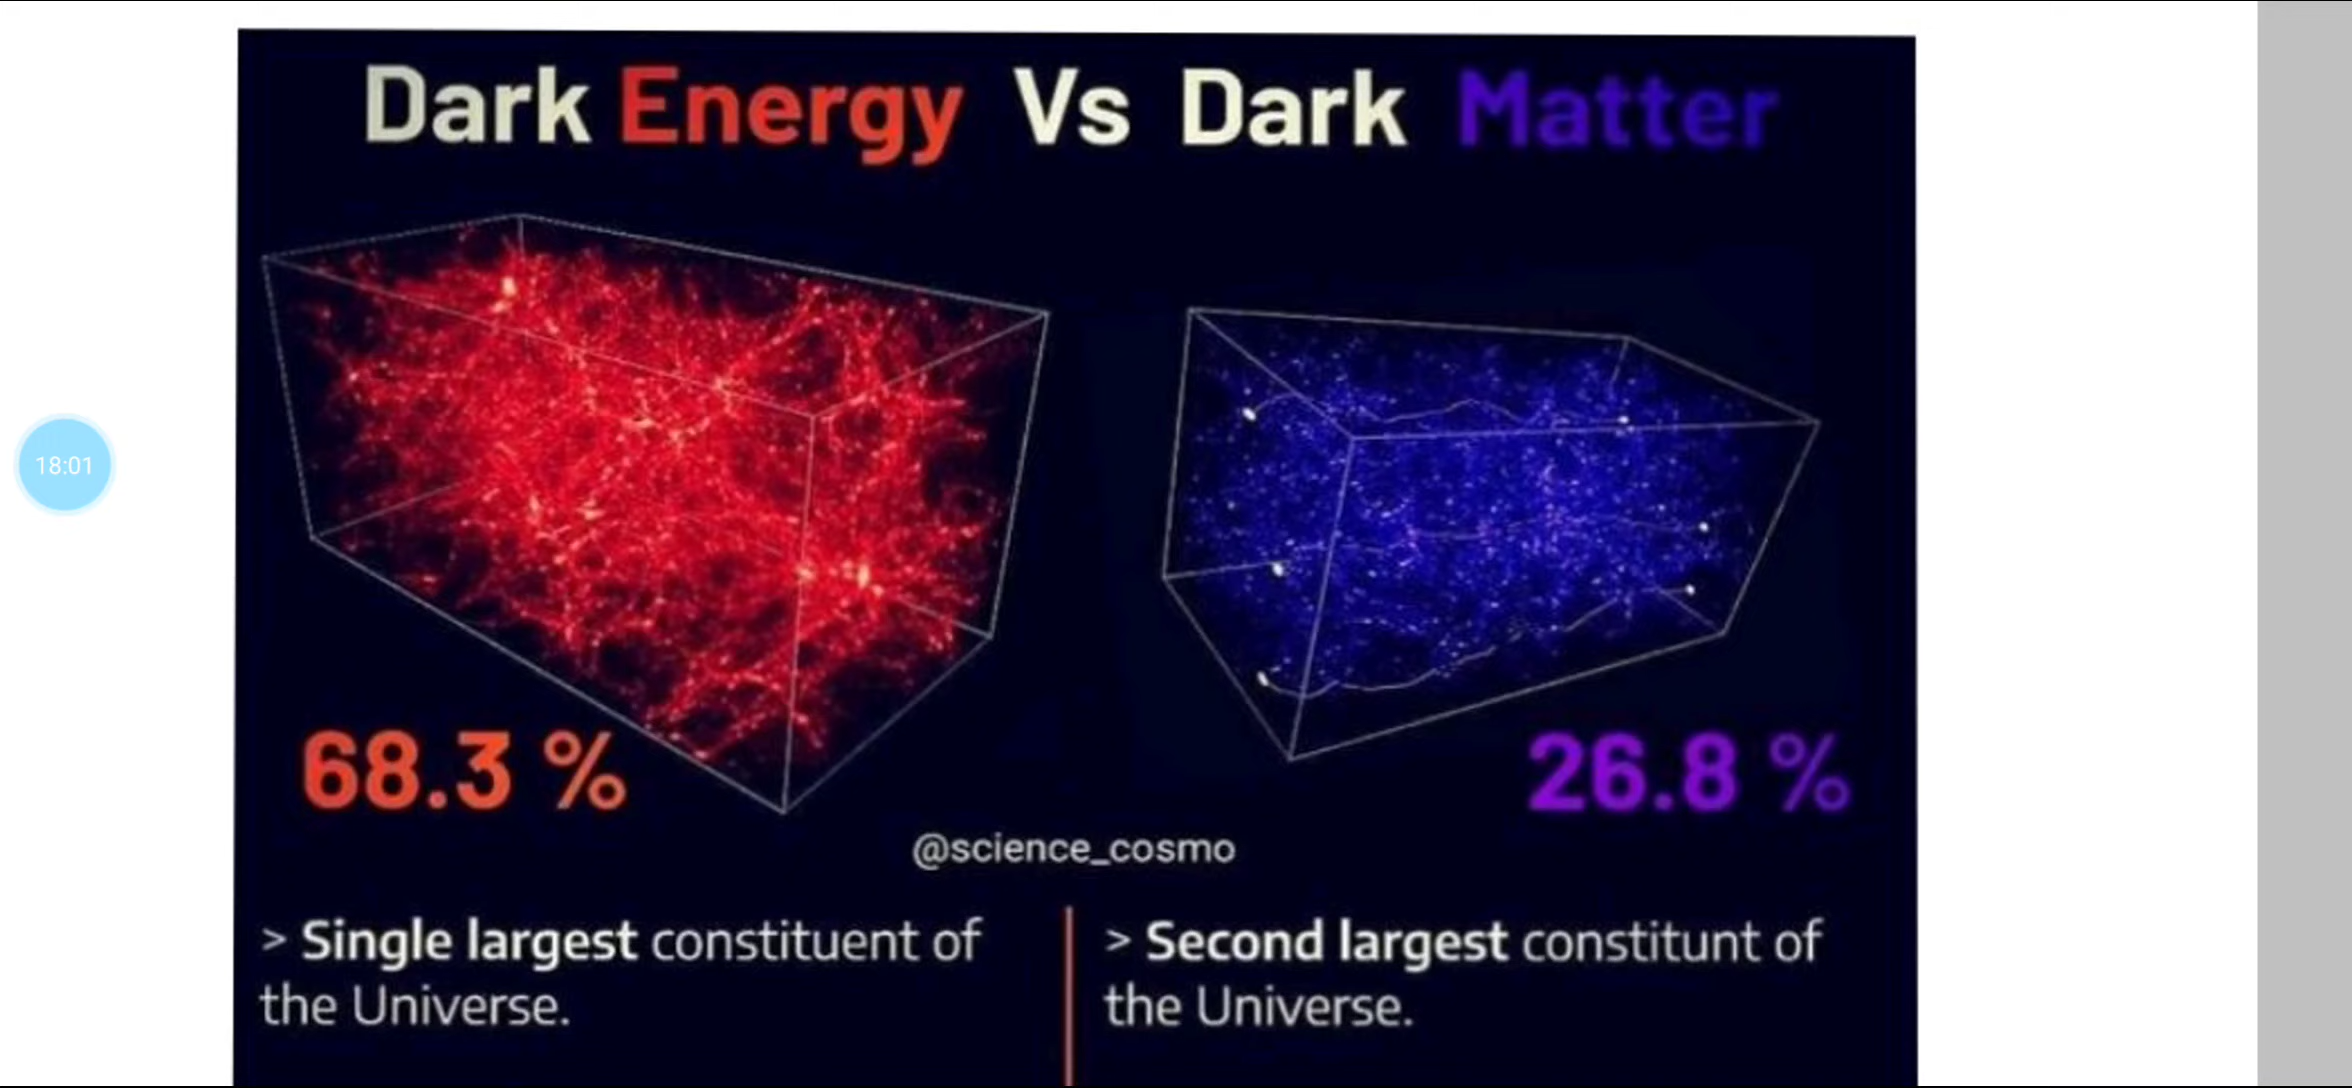 Dark Energy Vs Dark Matter
18:01
68.3 %
26.8 %
@science_cosmo
> Single largest constituent of
the Universe.
> Second largest constitunt of
the Universe.